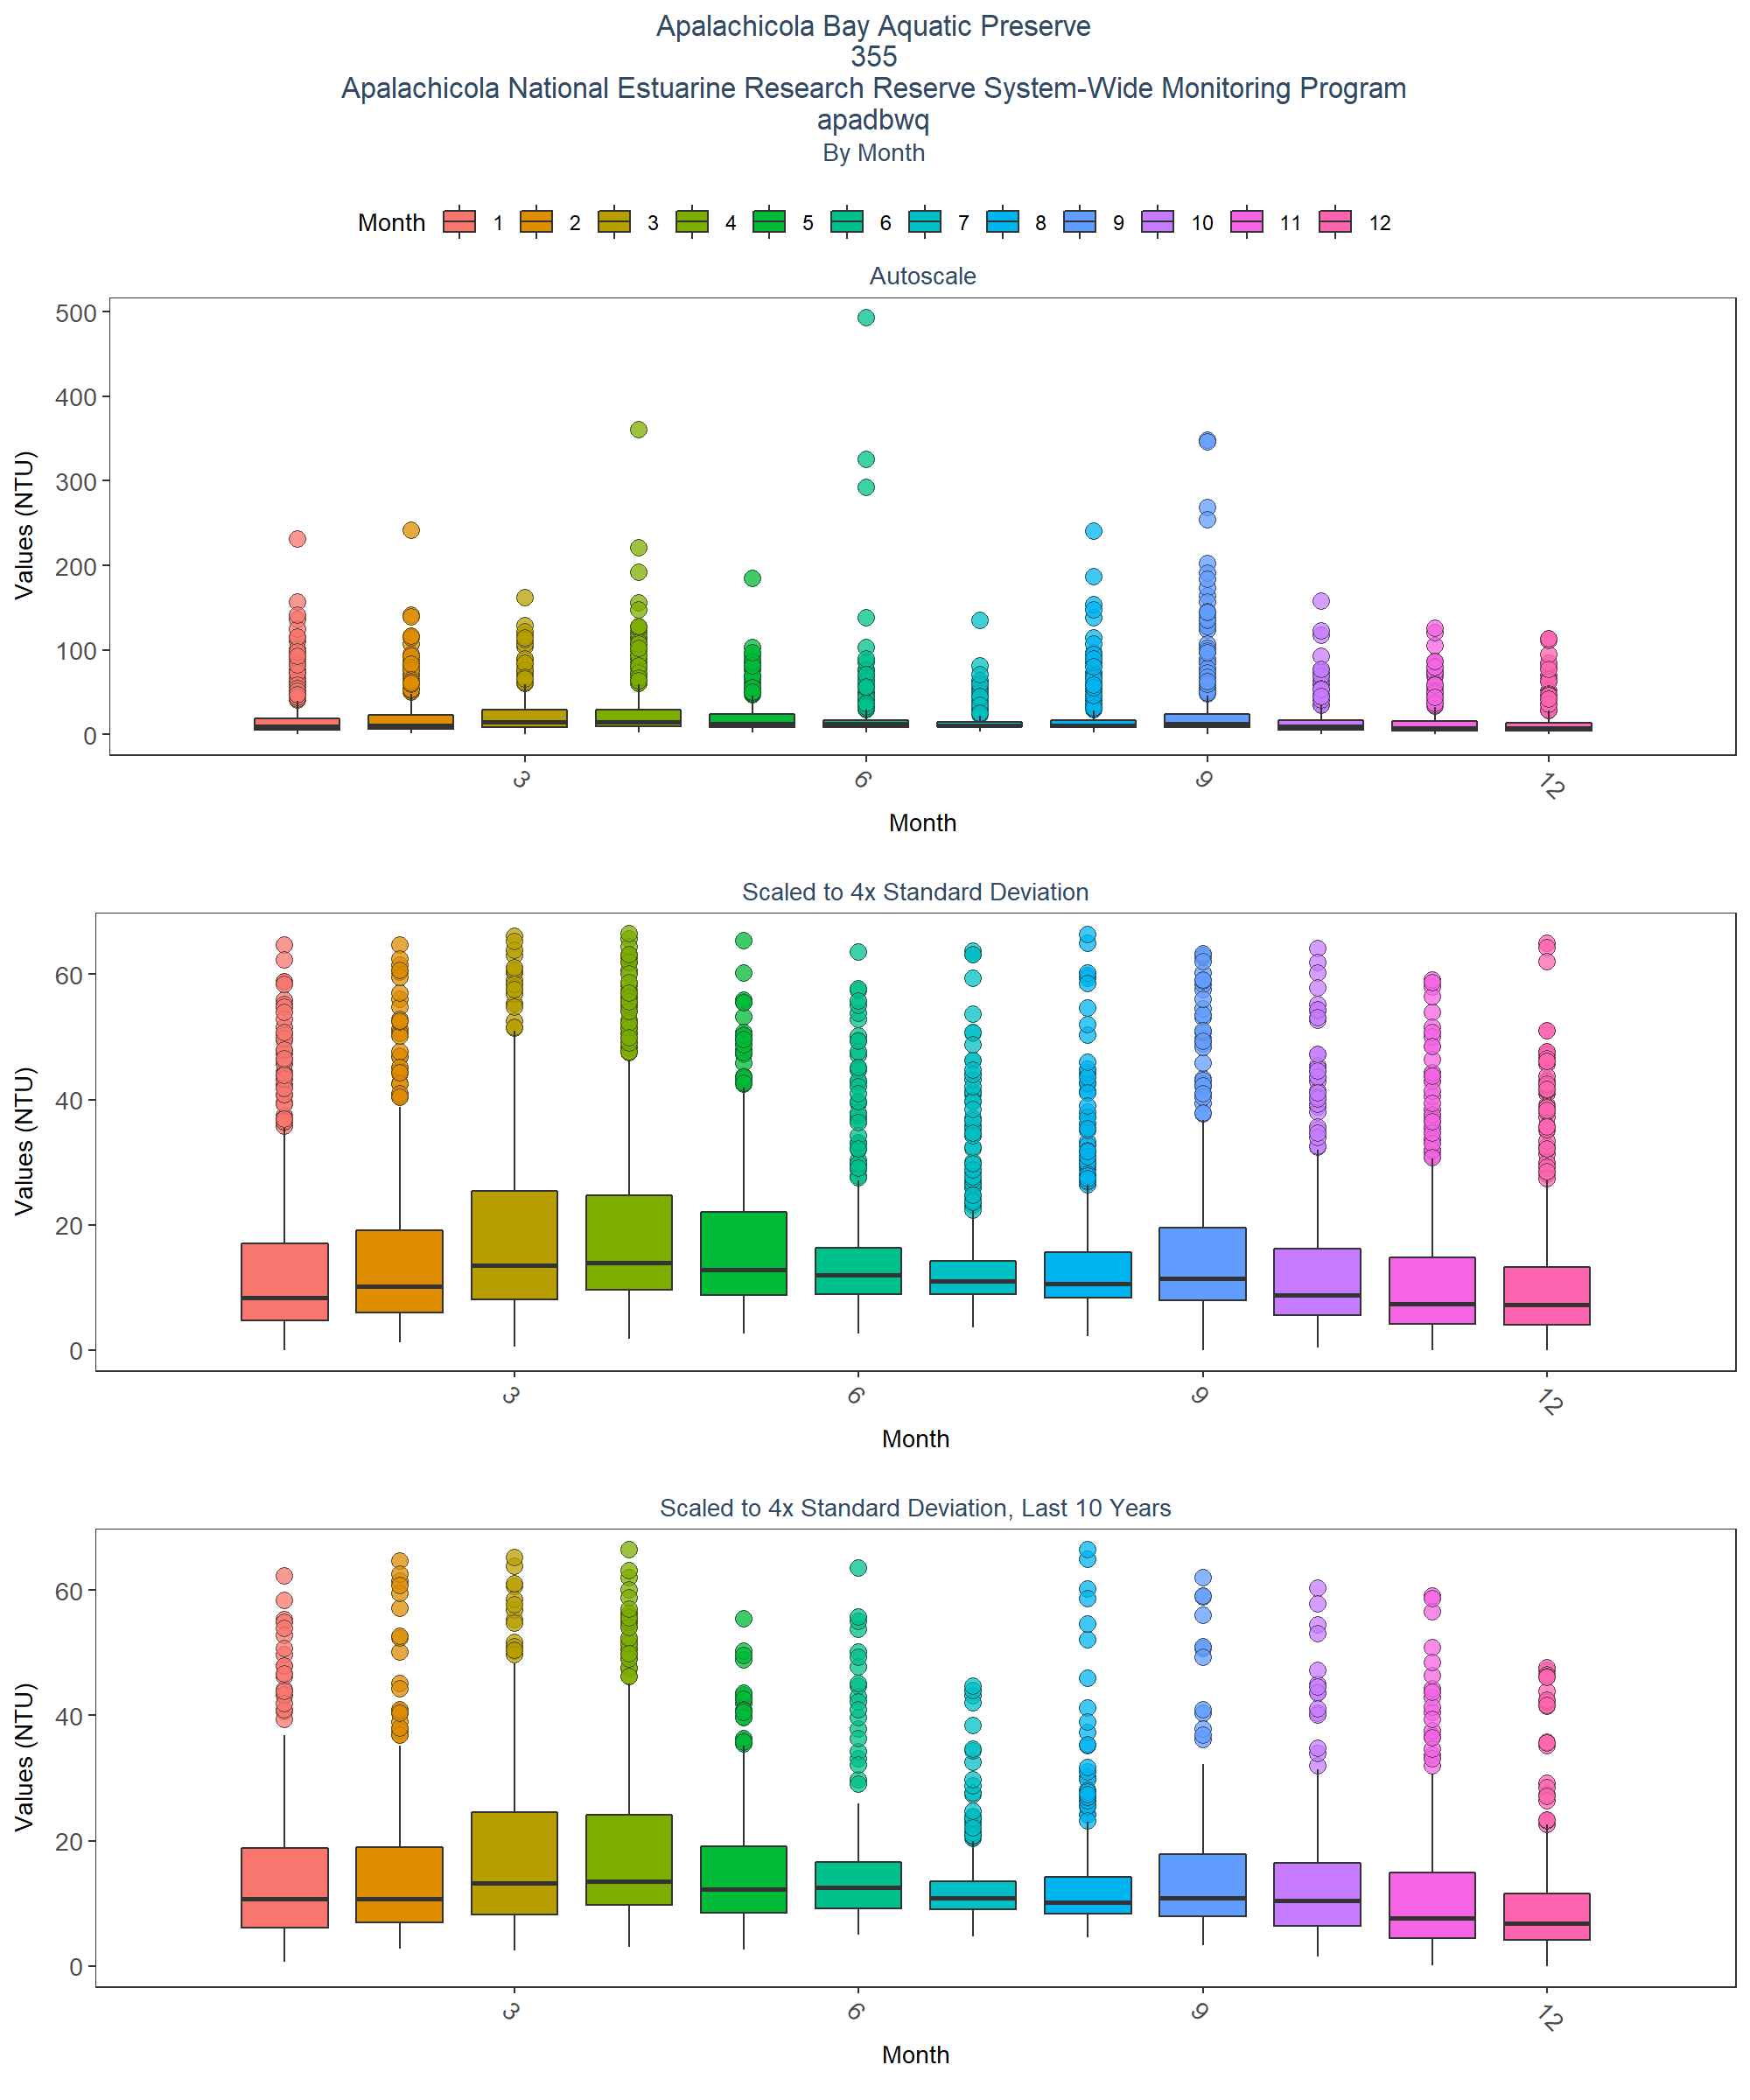 Apalachicola Bay Aquatic Preserve
355
Apalachicola National Estuarine Research Reserve System-Wide Monitoring Program
apadbwq
By Month
Month 1 2 3 4 5 6 7 8 9 10 11 12
Autoscale
Values (NTU)
500
400
300
200
100
0
3 6 9 12
Month
Scaled to 4x Standard Deviation
Values (NTU)
60
40
20
0
3 6 9 12
Month
Scaled to 4x Standard Deviation, Last 10 Years
Values (NTU)
60
40
20
0
3 6 9 12
Month